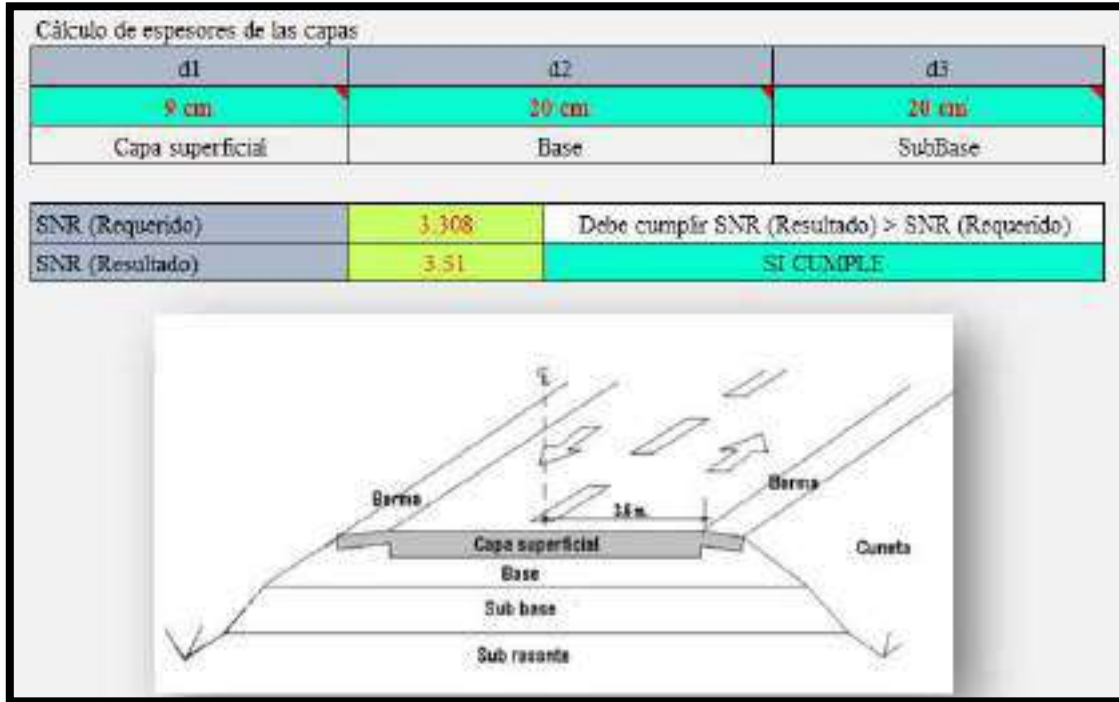 Cálculo de espesores de las capas
d1 d2 d3
9 cm 20 cm 20 cm
Capa superficial Base SubBase
SNR (Requerido) 3.308 Debe cumplir SNR (Resultado) > SNR (Requerido)
SNR (Resultado) 3.51 SI CUMPLE
Berma
Berma
3.6 m.
Capa superficial
Cuneta
Base
Sub base
Sub rasante